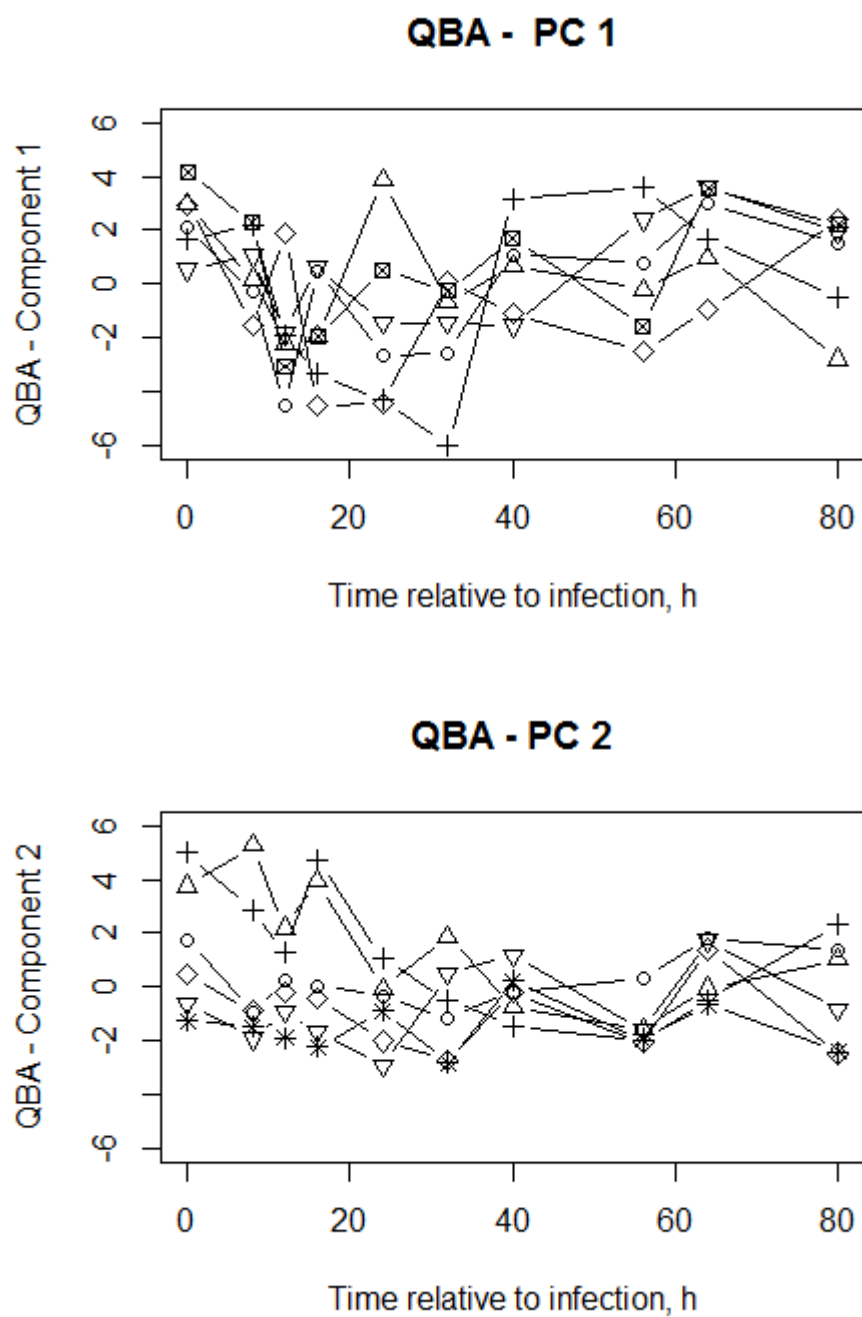 QBA - PC 1
QBA - Component 1
6
4
2
0
-2
-6
0 20 40 60 80
Time relative to infection, h
QBA - PC 2
QBA - Component 2
6
4
2
0
-2
-6
0 20 40 60 80
Time relative to infection, h